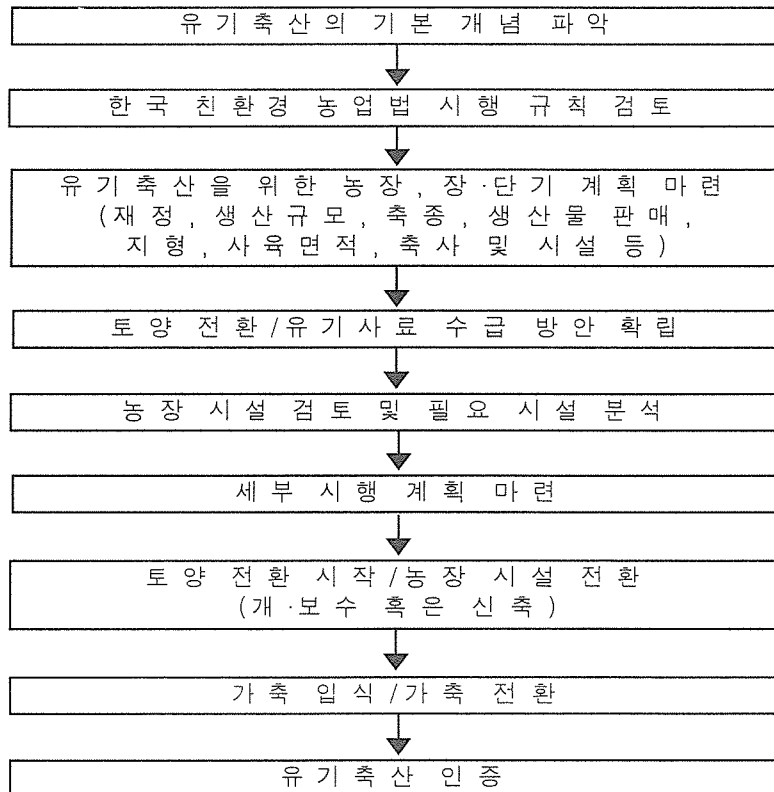 유기축산의 기본 개념 파악
한국 친환경 농업법 시행 규칙 검토
유기축산을 위한 농장, 장·단기 계획 마련
(재정, 생산규모, 축종, 생산물 판매,
지형, 사육면적, 축사 및 시설 등)
토양 전환/유기사료 수급 방안 확립
농장 시설 검토 및 필요 시설 분석
세부 시행 계획 마련
토양 전환 시작/농장 시설 전환
(개·보수 혹은 신축)
가축 입식/가축 전환
유기축산 인증